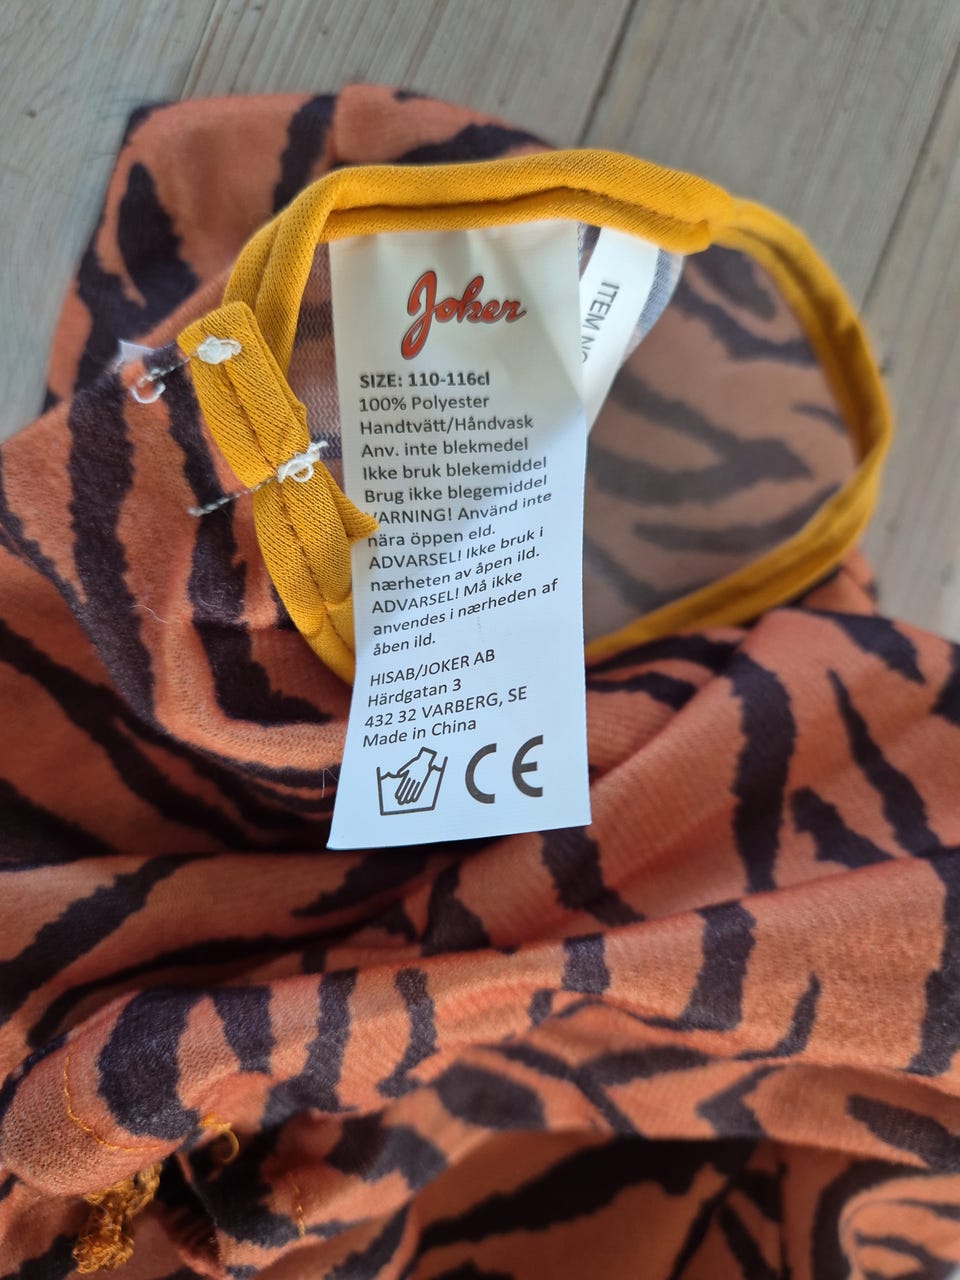 Joker
SIZE: 110-116cl
100% Polyester
Handtvätt/Håndvask
Anv. inte blekmedel
Ikke bruk blekemiddel
Brug ikke blegemiddel
VARNING! Använd inte
nära öppen eld.
ADVARSEL! Ikke bruk i
nærheten av åpen ild.
ADVARSEL! Må ikke
anvendes i nærheden af
åben ild.
HISAB/JOKER AB
Härdgatan 3
432 32 VARBERG, SE
Made in China
CE
ITEM NO